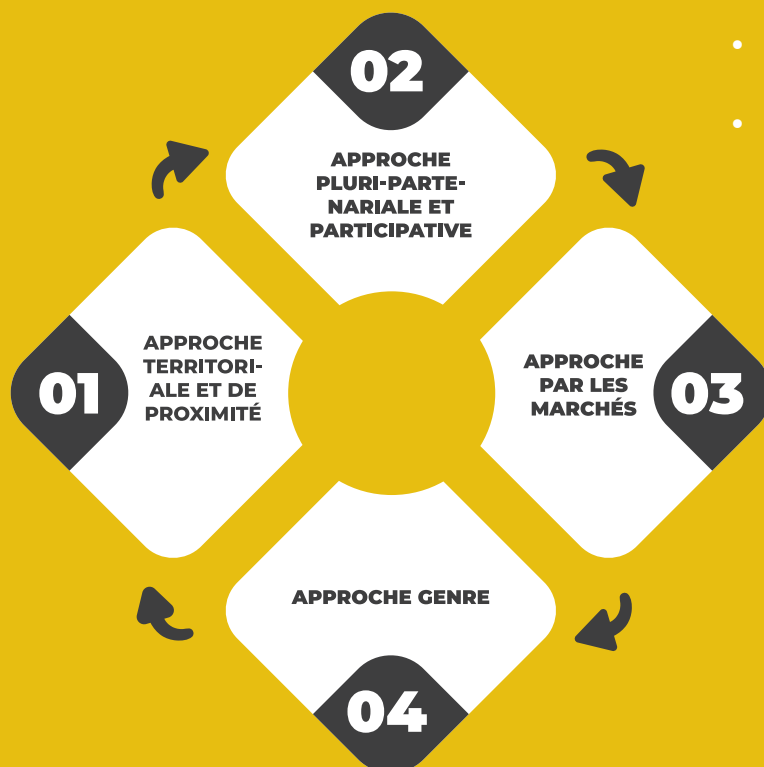 02
APPROCHE
PLURI-PARTE-
NARIALE ET
PARTICIPATIVE
01
APPROCHE
TERRITORI-
ALE ET DE
PROXIMITÉ
APPROCHE
PAR LES
MARCHÉS
03
APPROCHE GENRE
04